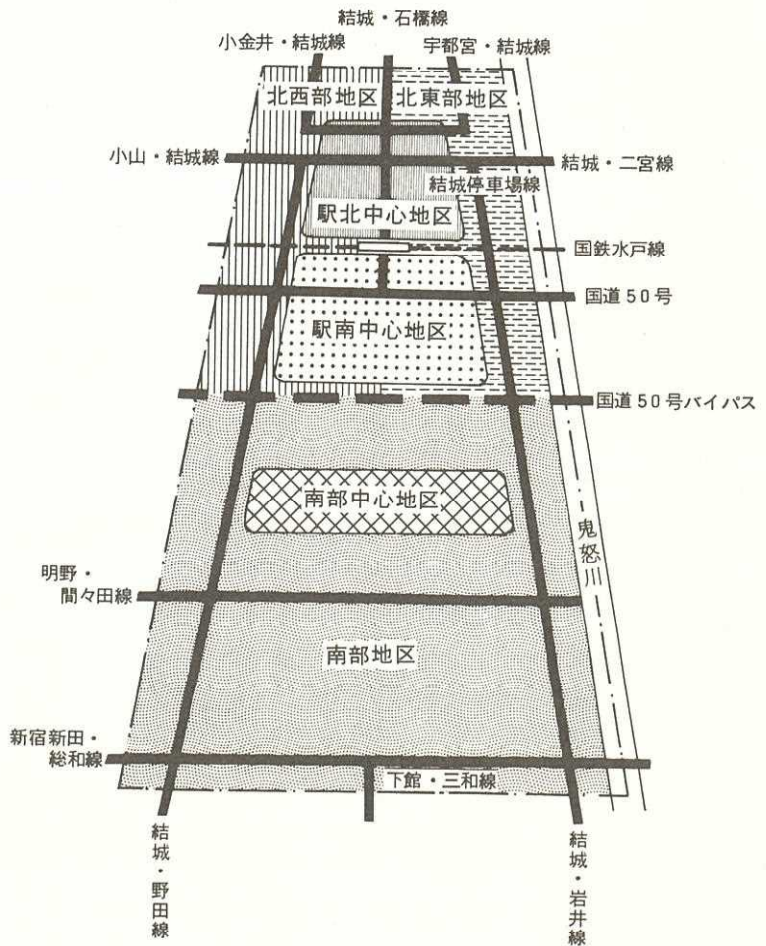 結城・石橋線
小金井・結城線
宇都宮・結城線
北西部地区
北東部地区
小山・結城線
結城・二宮線
結城停車場線
駅北中心地区
国鉄水戸線
国道50号
駅南中心地区
国道50号バイパス
南部中心地区
鬼怒川
明野・
間々田線
南部地区
新宿新田・
総和線
下館・三和線
結城・野田線
結城・岩井線